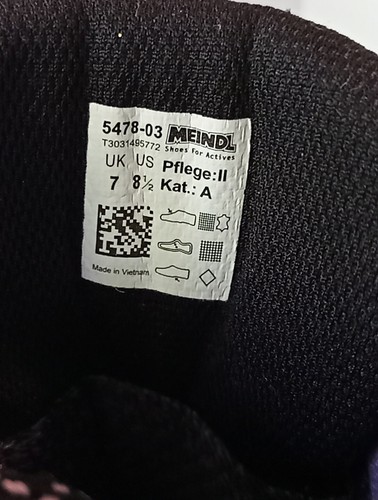 5478-03 MEINDL
T3031495772 Shoes For Actives
UK US Pflege:II
7 8½ Kat.: A
Made in Vietnam